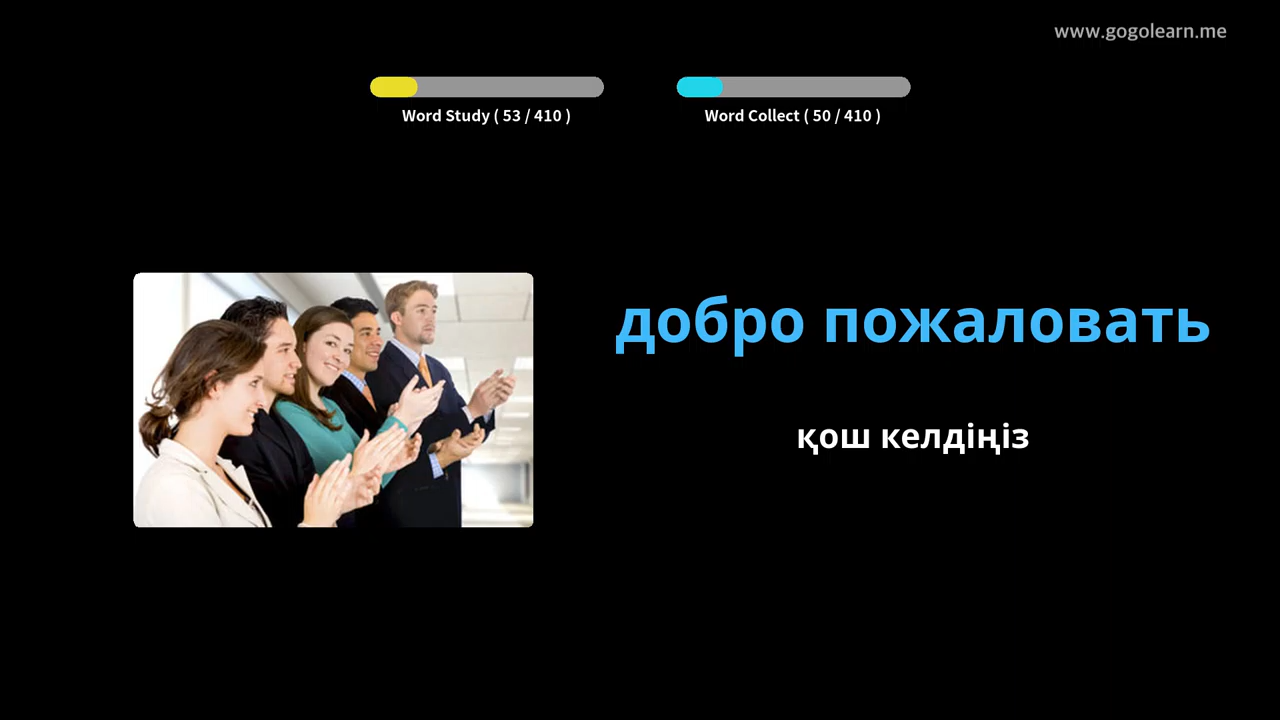 www.gogolearn.me
Word Study ( 53 / 410 )
Word Collect ( 50 / 410 )
добро пожаловать
қош келдіңіз